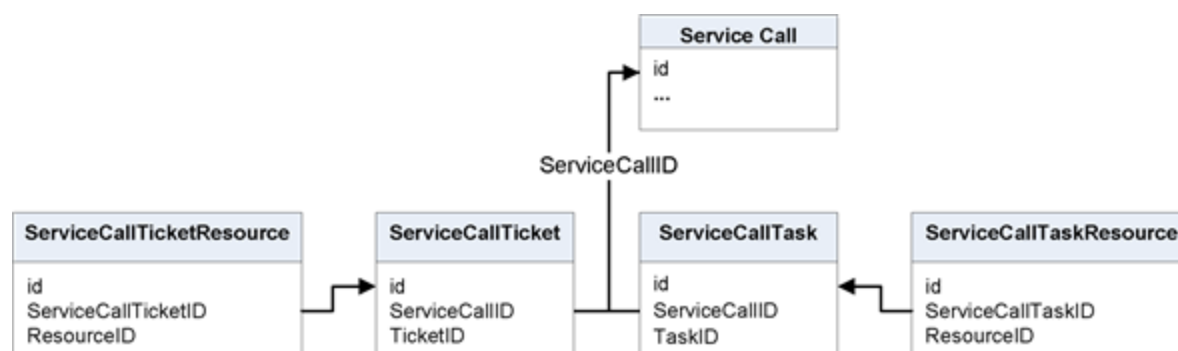 Service Call
id
...
ServiceCallID
ServiceCallTicketResource
id
ServiceCallTicketID
ResourceID
ServiceCallTicket
id
ServiceCallID
TicketID
ServiceCallTask
id
ServiceCallID
TaskID
ServiceCallTaskResource
id
ServiceCallTaskID
ResourceID